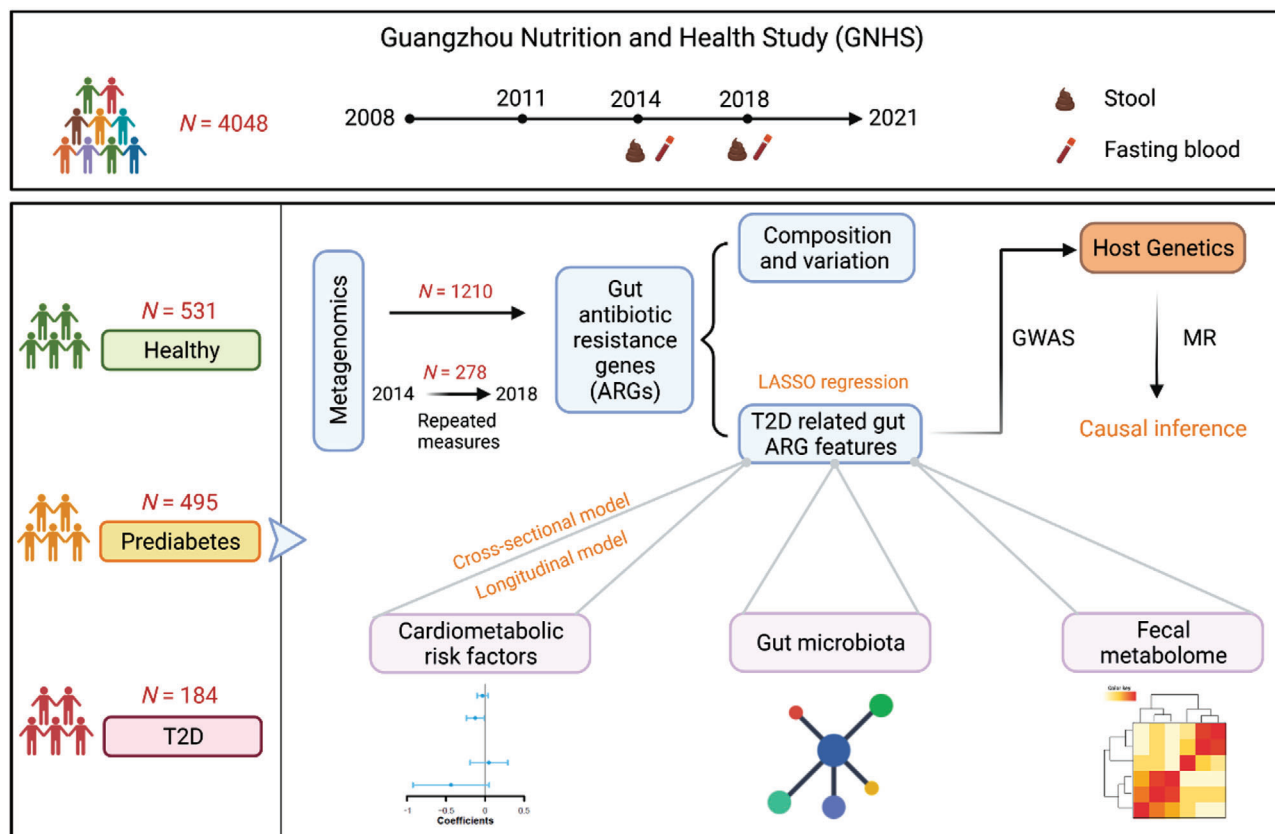 Guangzhou Nutrition and Health Study (GNHS)
N = 4048
2008
2011
2014
2018
2021
Stool
Fasting blood
N = 531
Healthy
N = 495
Prediabetes
N = 184
T2D
Metagenomics
N = 1210
N = 278
2014
2018
Repeated
measures
Gut
antibiotic
resistance
genes
(ARGs)
Composition
and variation
LASSO regression
T2D related gut
ARG features
GWAS
Host Genetics
MR
Causal inference
Cross-sectional model
Longitudinal model
Cardiometabolic
risk factors
Gut microbiota
Fecal
metabolome
-1
-0.5
0
0.5
Coefficients
Color key